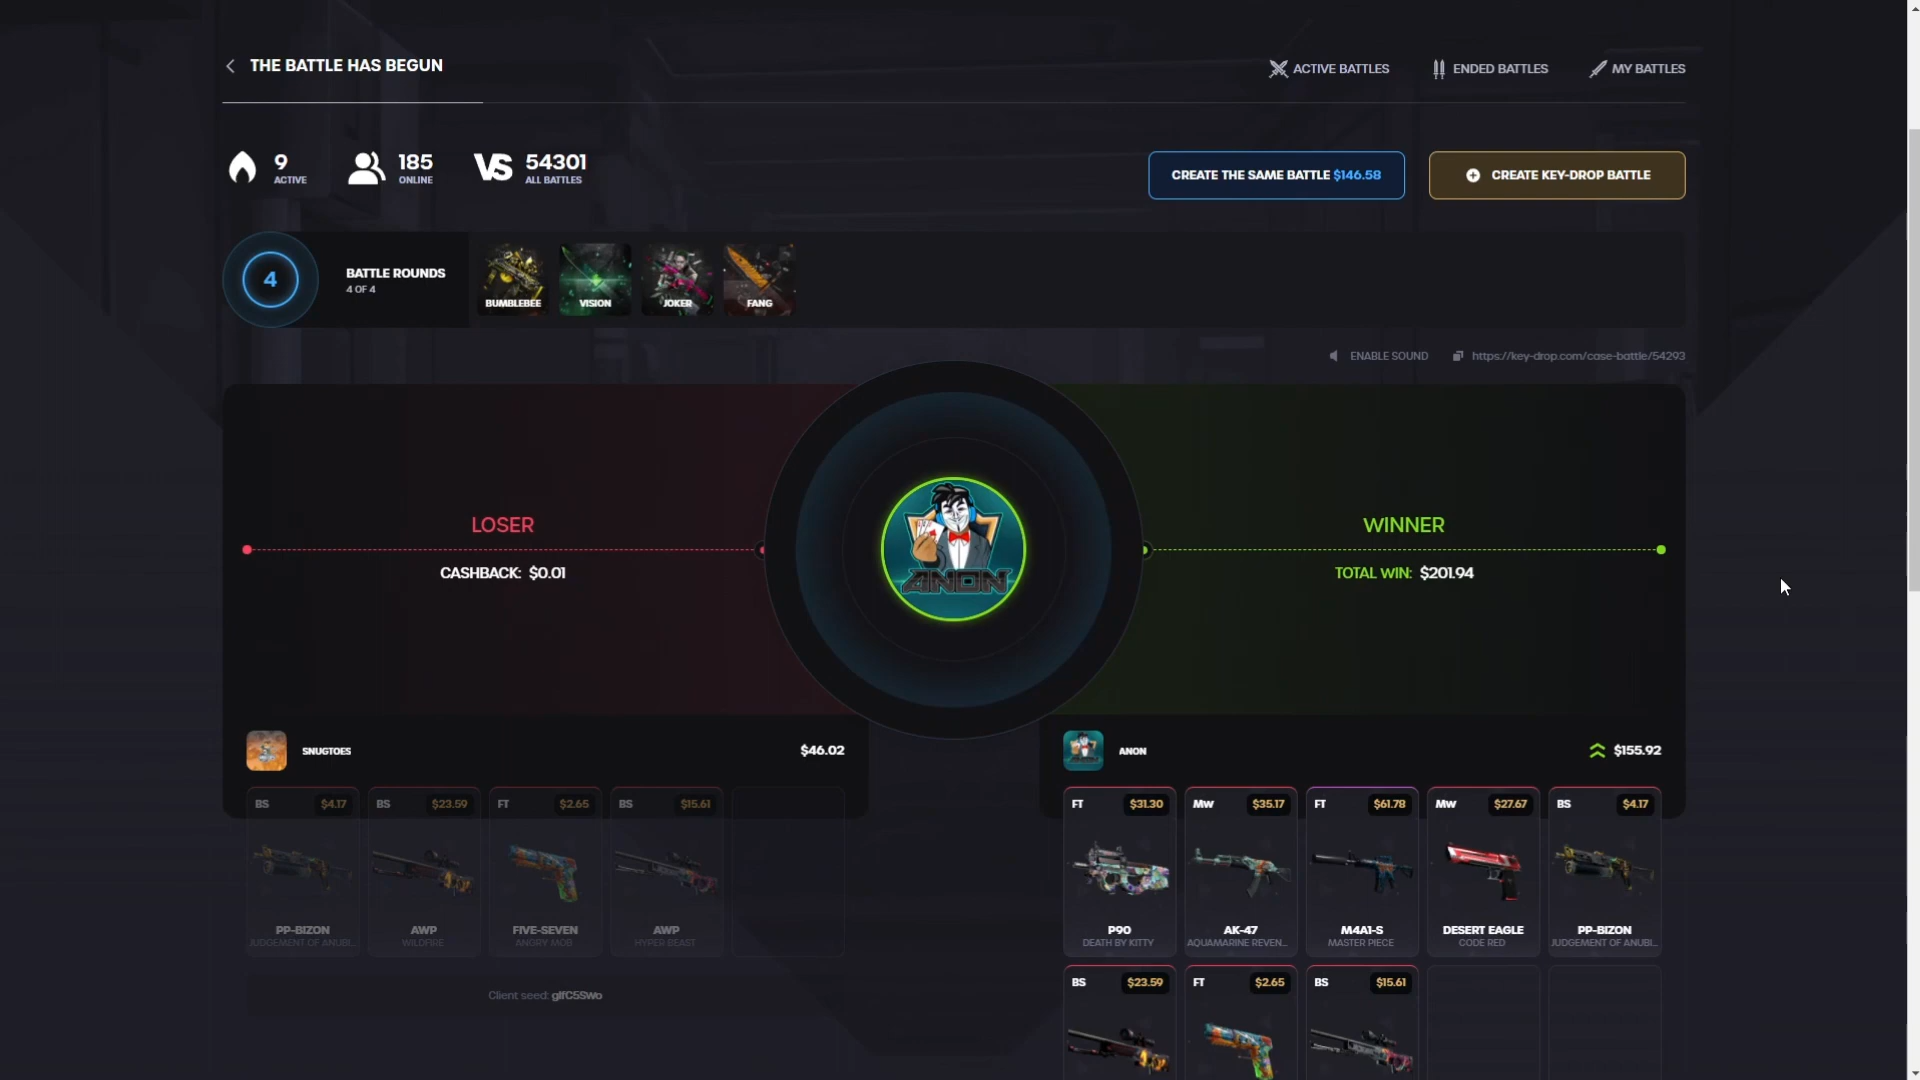 THE BATTLE HAS BEGUN
ACTIVE BATTLES
ENDED BATTLES
MY BATTLES
9
ACTIVE
185
ONLINE
VS
54301
ALL BATTLES
CREATE THE SAME BATTLE $146.58
CREATE KEY-DROP BATTLE
4
BATTLE ROUNDS
4 OF 4
BUMBLEBEE
VISION
JOKER
FANG
ENABLE SOUND
https://key-drop.com/case-battle/54293
LOSER
CASHBACK: $0.01
ANON
WINNER
TOTAL WIN: $201.94
SNUGTOES
$46.02
ANON
$155.92
BS $4.17
BS $23.59
FT $2.65
BS $15.61
PP-BIZON
JUDGEMENT OF ANUBI...
AWP
WILDFIRE
FIVE-SEVEN
ANGRY MOB
AWP
HYPER BEAST
Client seed: glfC5SWo
FT $31.30
MW $35.17
FT $61.78
MW $27.67
BS $4.17
P90
DEATH BY KITTY
AK-47
AQUAMARINE REVEN...
M4A1-S
MASTER PIECE
DESERT EAGLE
CODE RED
PP-BIZON
JUDGEMENT OF ANUBI...
BS $23.59
FT $2.65
BS $15.61